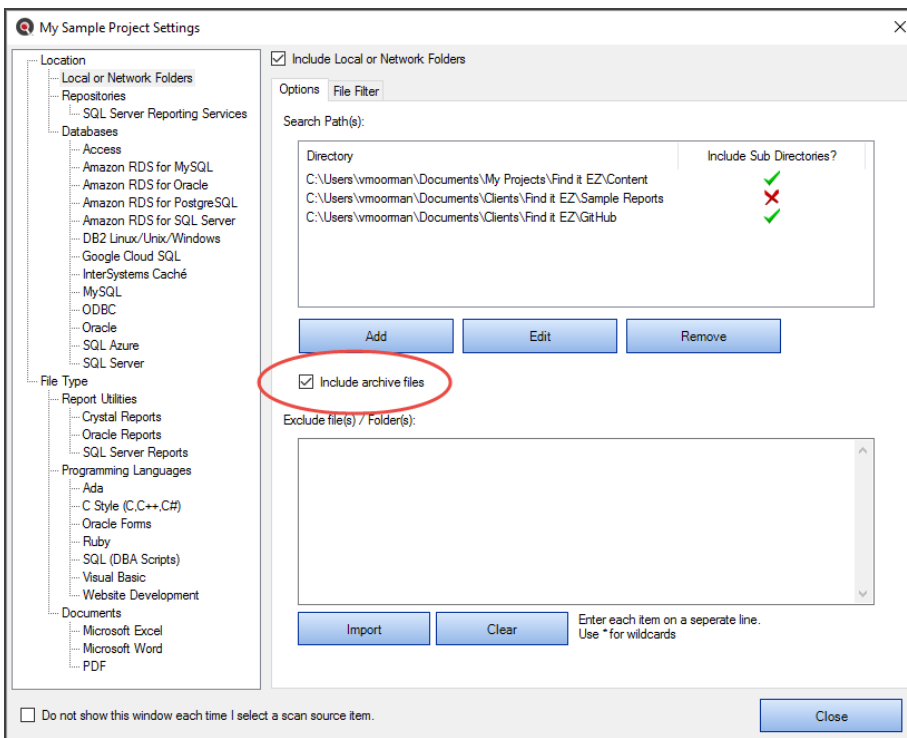 My Sample Project Settings
Location
Local or Network Folders
Repositories
SQL Server Reporting Services
Databases
Access
Amazon RDS for MySQL
Amazon RDS for Oracle
Amazon RDS for PostgreSQL
Amazon RDS for SQL Server
DB2 Linux/Unix/Windows
Google Cloud SQL
InterSystems Caché
MySQL
ODBC
Oracle
SQL Azure
SQL Server
File Type
Report Utilities
Crystal Reports
Oracle Reports
SQL Server Reports
Programming Languages
Ada
C Style (C,C++,C#)
Oracle Forms
Ruby
SQL (DBA Scripts)
Visual Basic
Website Development
Documents
Microsoft Excel
Microsoft Word
PDF
Include Local or Network Folders
Options File Filter
Search Path(s):
Directory Include Sub Directories?
C:\Users\vmoorman\Documents\My Projects\Find it EZ\Content
C:\Users\vmoorman\Documents\Clients\Find it EZ\Sample Reports
C:\Users\vmoorman\Documents\Clients\Find it EZ\GitHub
Add Edit Remove
Include archive files
Exclude file(s) / Folder(s):
Import Clear
Enter each item on a seperate line.
Use * for wildcards
Do not show this window each time I select a scan source item.
Close